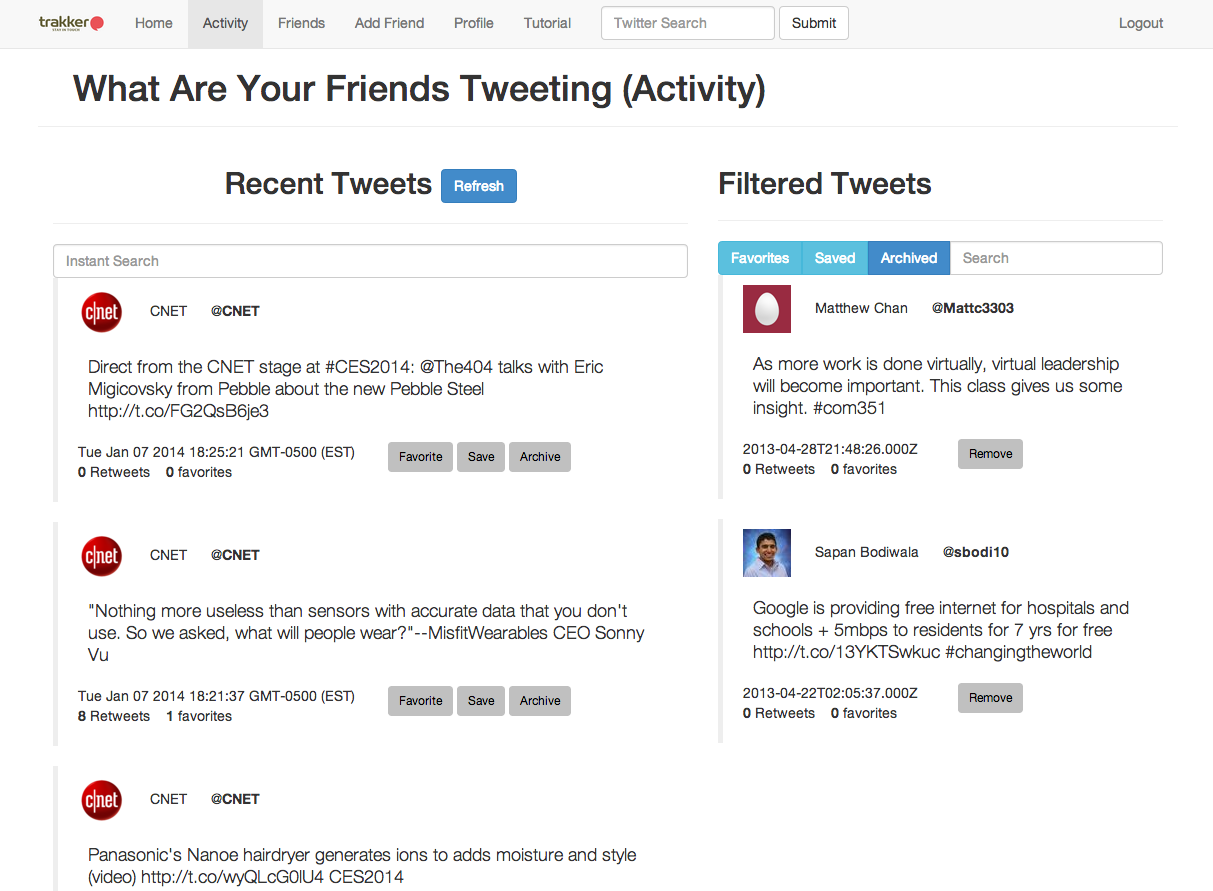 trakker
STAY IN TOUCH
Home
Activity
Friends
Add Friend
Profile
Tutorial
Twitter Search
Submit
Logout
What Are Your Friends Tweeting (Activity)
Recent Tweets
Refresh
Instant Search
c|net
CNET
@CNET
Direct from the CNET stage at #CES2014: @The404 talks with Eric
Migicovsky from Pebble about the new Pebble Steel
http://t.co/FG2QsB6je3
Tue Jan 07 2014 18:25:21 GMT-0500 (EST)
0 Retweets 0 favorites
Favorite
Save
Archive
c|net
CNET
@CNET
"Nothing more useless than sensors with accurate data that you don't
use. So we asked, what will people wear?"--MisfitWearables CEO Sonny
Vu
Tue Jan 07 2014 18:21:37 GMT-0500 (EST)
8 Retweets 1 favorites
Favorite
Save
Archive
c|net
CNET
@CNET
Panasonic's Nanoe hairdryer generates ions to adds moisture and style
(video) http://t.co/wyQLcG0lU4 CES2014
Filtered Tweets
Favorites
Saved
Archived
Search
Matthew Chan
@Mattc3303
As more work is done virtually, virtual leadership
will become important. This class gives us some
insight. #com351
2013-04-28T21:48:26.000Z
0 Retweets 0 favorites
Remove
Sapan Bodiwala
@sbodi10
Google is providing free internet for hospitals and
schools + 5mbps to residents for 7 yrs for free
http://t.co/13YKTSwkuc #changingtheworld
2013-04-22T02:05:37.000Z
0 Retweets 0 favorites
Remove